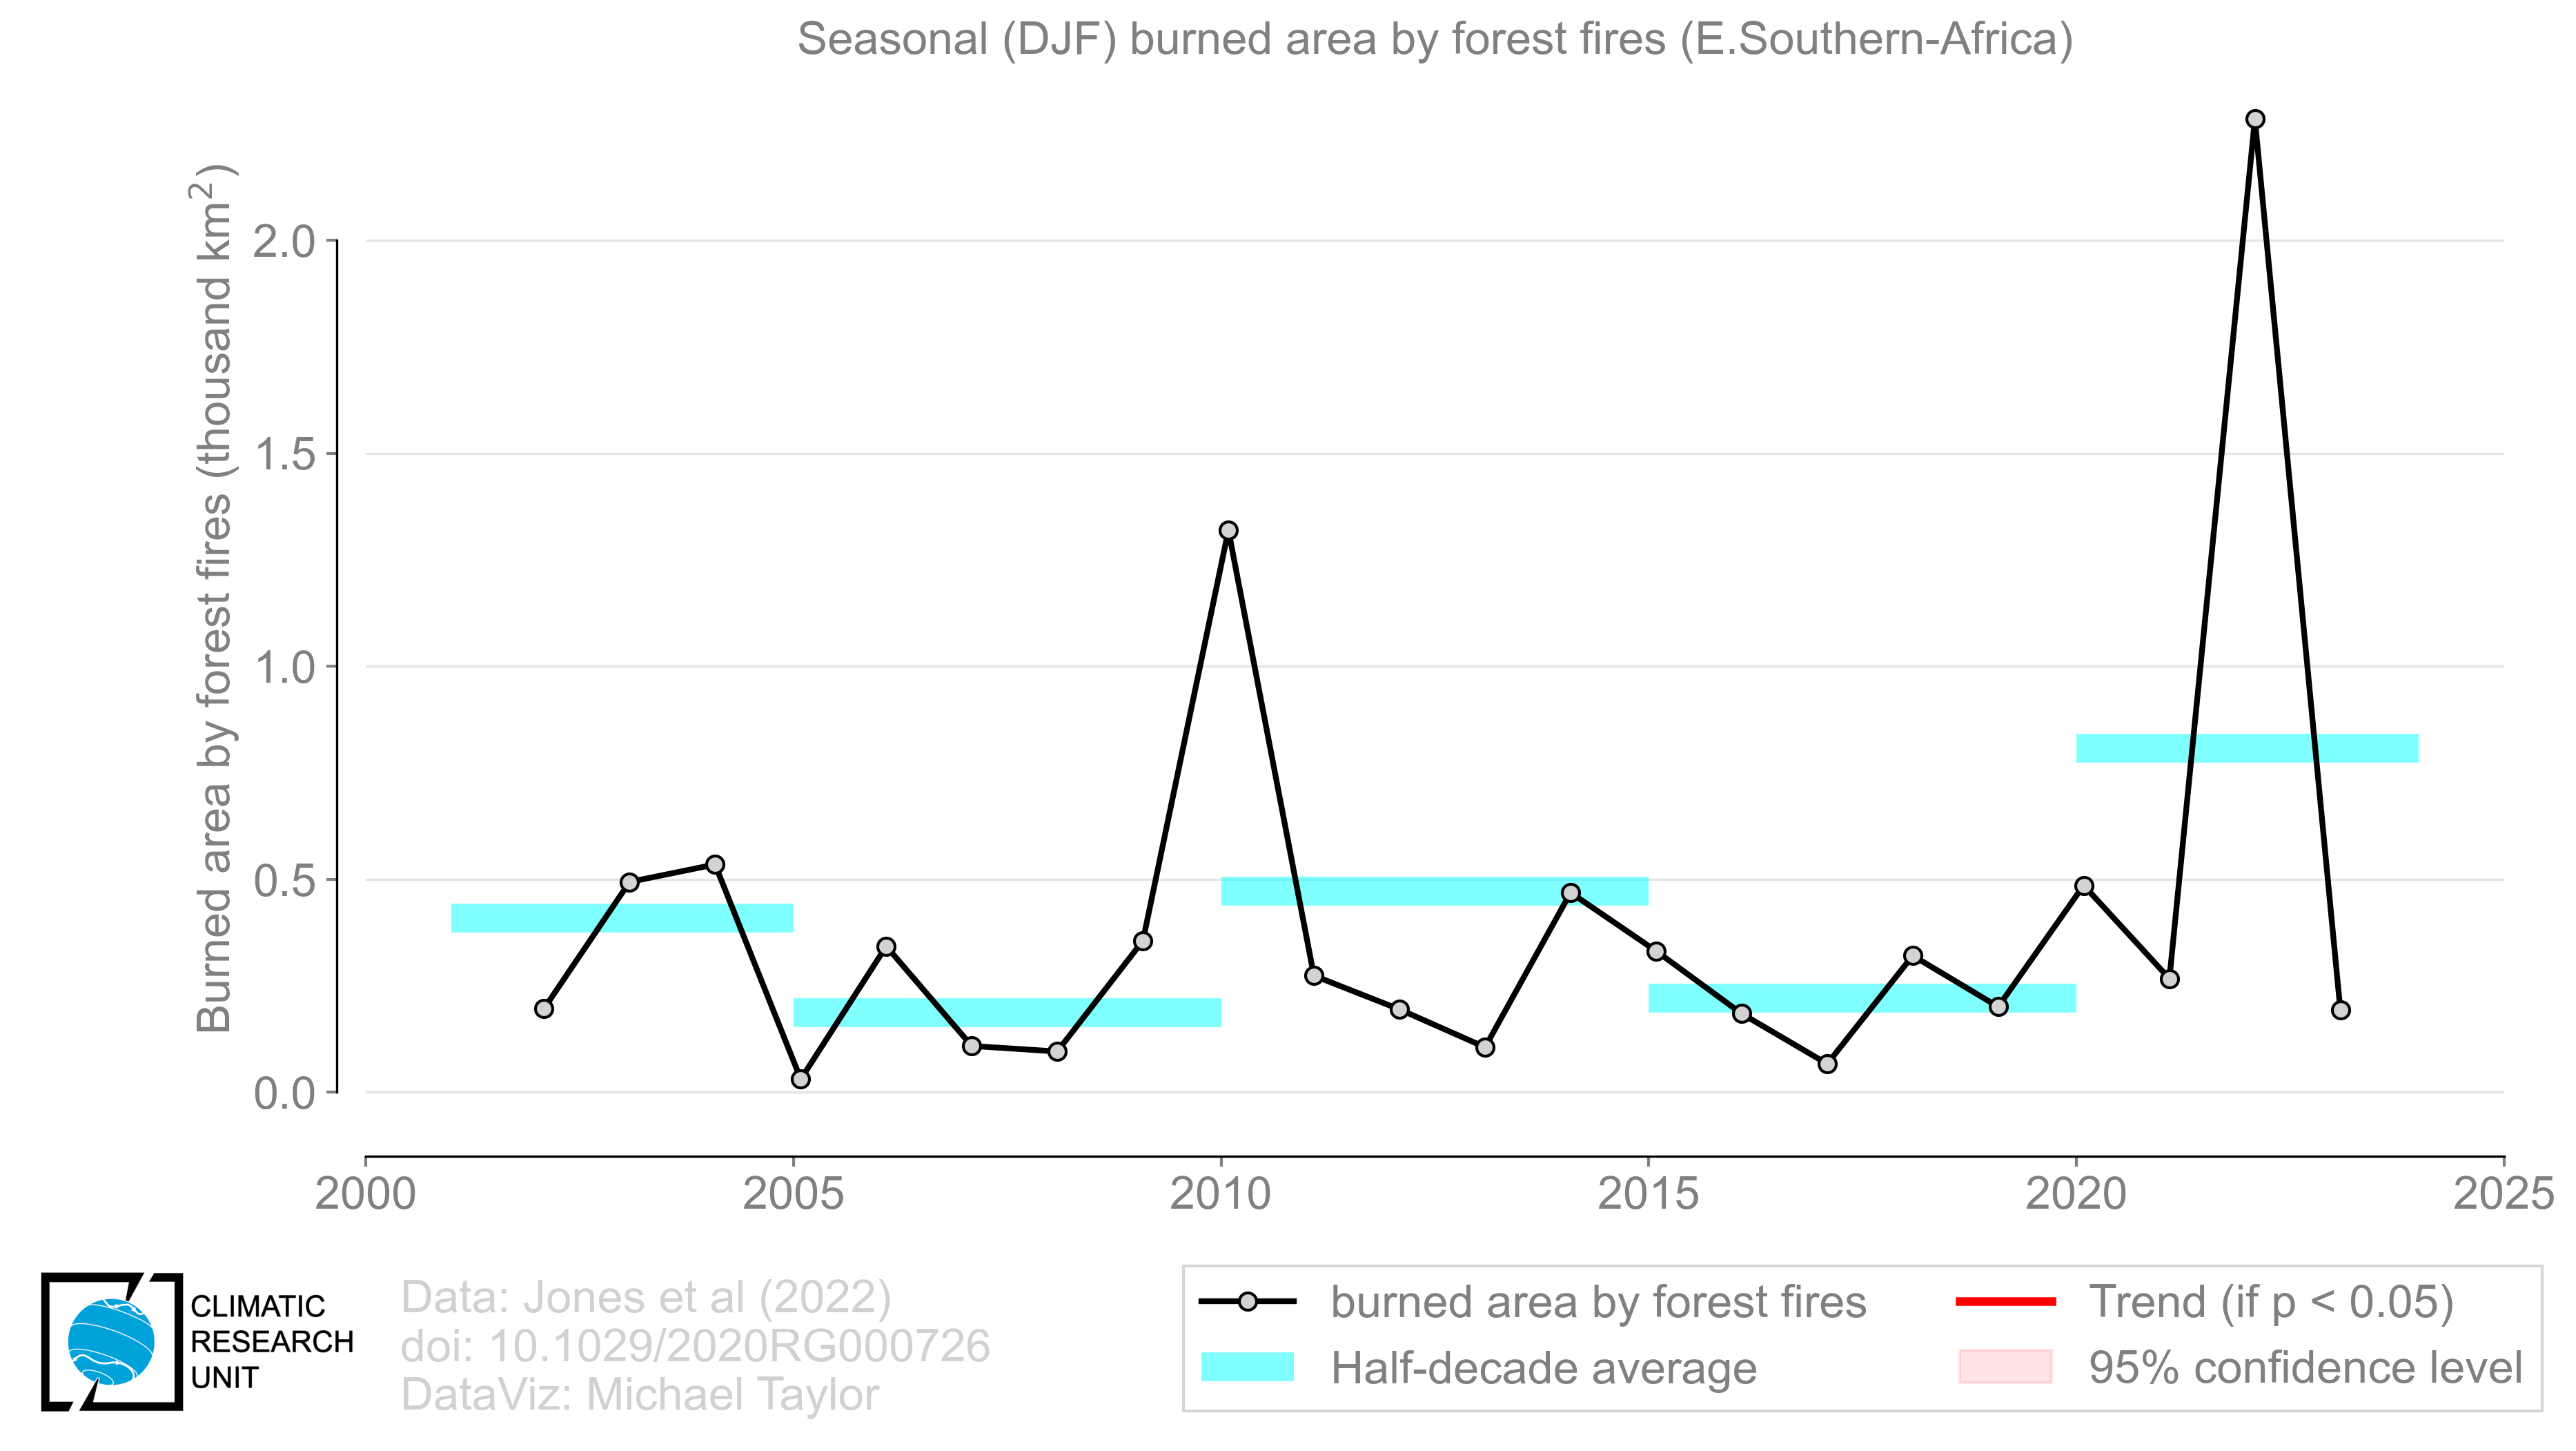 Seasonal (DJF) burned area by forest fires (E.Southern-Africa)
Burned area by forest fires (thousand km²)
2.0
1.5
1.0
0.5
0.0
2000
2005
2010
2015
2020
2025
CLIMATIC
RESEARCH
UNIT
Data: Jones et al (2022)
doi: 10.1029/2020RG000726
DataViz: Michael Taylor
burned area by forest fires
Half-decade average
Trend (if p < 0.05)
95% confidence level